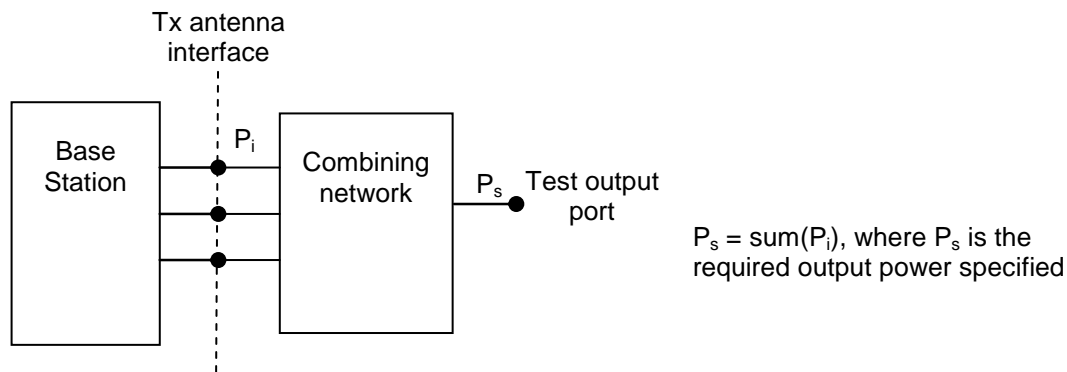 Tx antenna
interface
Base
Station
Pi
Combining
network
Ps
Test output
port
Ps = sum(Pi), where Ps is the
required output power specified